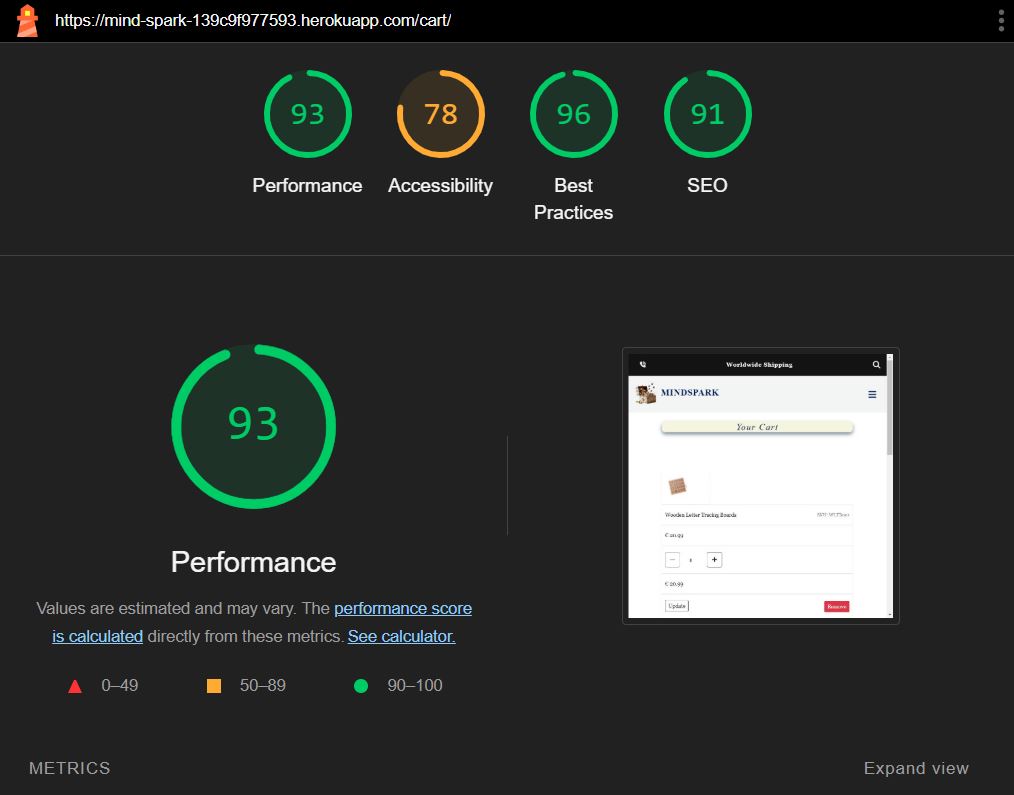 https://mind-spark-139c9f977593.herokuapp.com/cart/
93
78
96
91
Performance
Accessibility
Best
Practices
SEO
93
Performance
Values are estimated and may vary. The performance score
is calculated directly from these metrics. See calculator.
0–49
50–89
90–100
Worldwide Shipping
MINDSPARK
Your Cart
Wooden Letter Tracing Boards
€ 20.99
− 
+
€ 20.99
Update
Remove
METRICS
Expand view